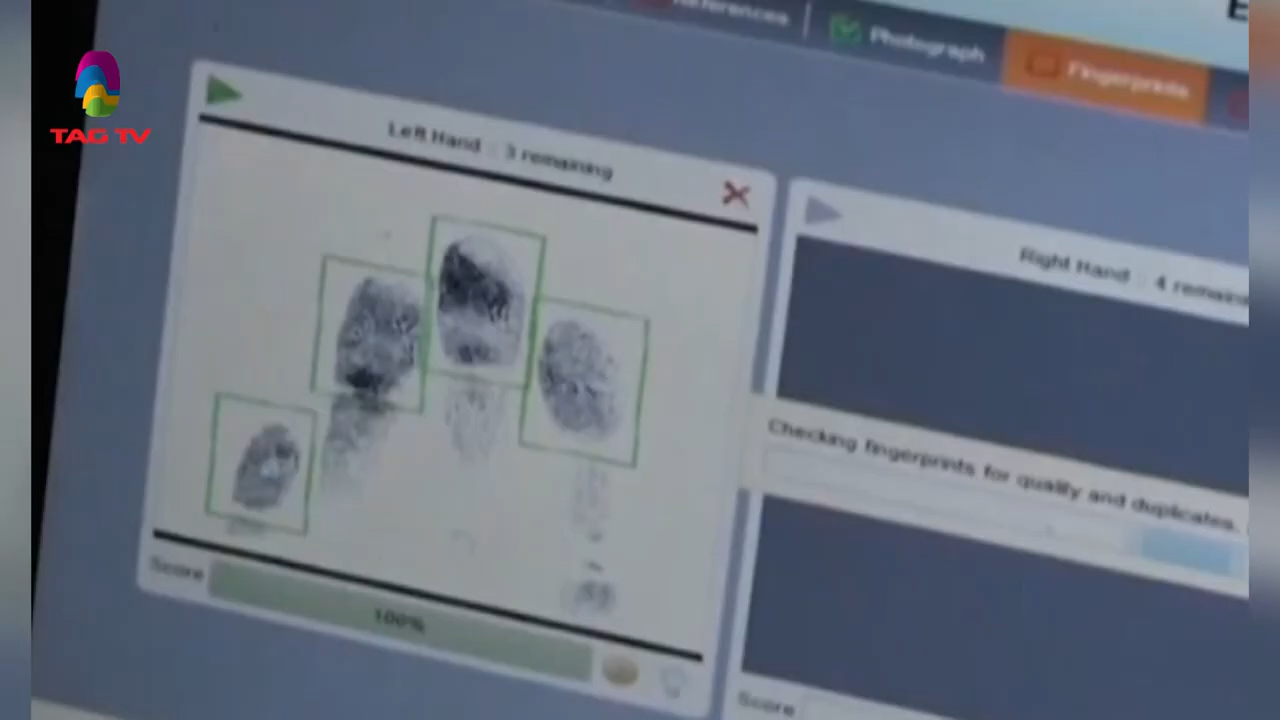 References
Photograph
Fingerprints
TAG TV
Left Hand : 3 remaining
Right Hand : 4 remaining
Checking fingerprints for quality and duplicates.
Score
100%
Score